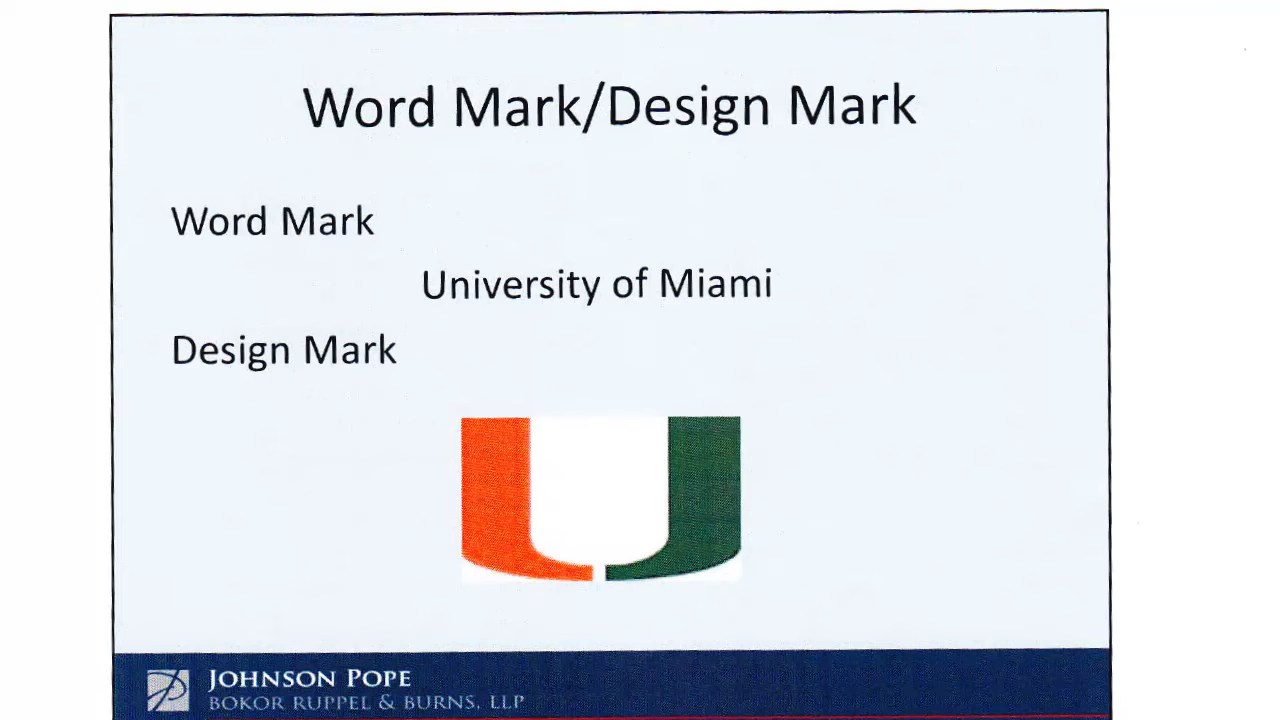 Word Mark/Design Mark
Word Mark
University of Miami
Design Mark
JOHNSON POPE
BOKOR RUPPEL & BURNS, LLP